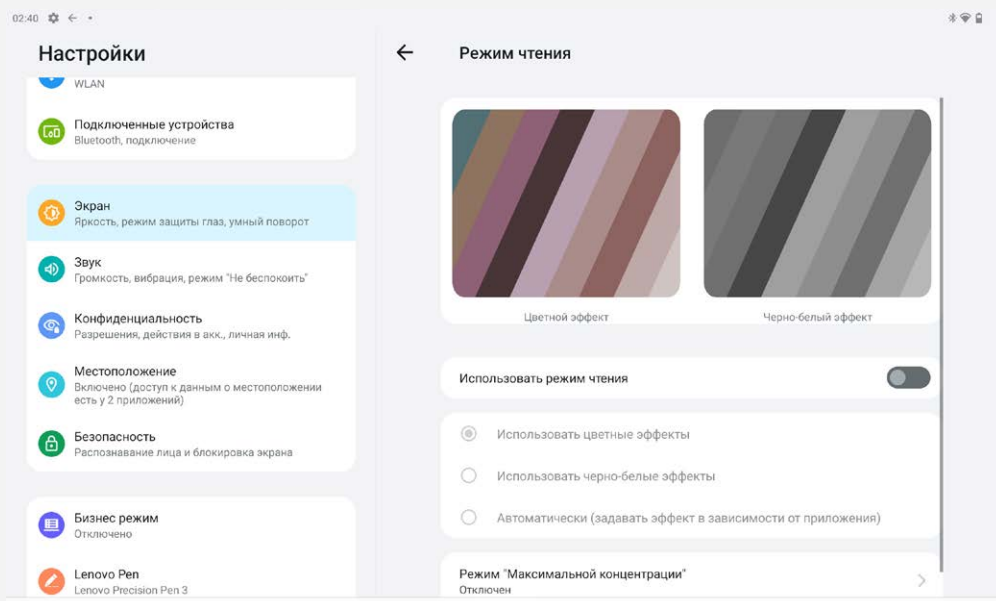 02:40
Настройки
WLAN
Подключенные устройства
Bluetooth, подключение
Экран
Яркость, режим защиты глаз, умный поворот
Звук
Громкость, вибрация, режим "Не беспокоить"
Конфиденциальность
Разрешения, действия в акк., личная инф.
Местоположение
Включено (доступ к данным о местоположении
есть у 2 приложений)
Безопасность
Распознавание лица и блокировка экрана
Бизнес режим
Отключено
Lenovo Pen
Lenovo Precision Pen 3
Режим чтения
Цветной эффект
Черно-белый эффект
Использовать режим чтения
Использовать цветные эффекты
Использовать черно-белые эффекты
Автоматически (задавать эффект в зависимости от приложения)
Режим "Максимальной концентрации"
Отключен